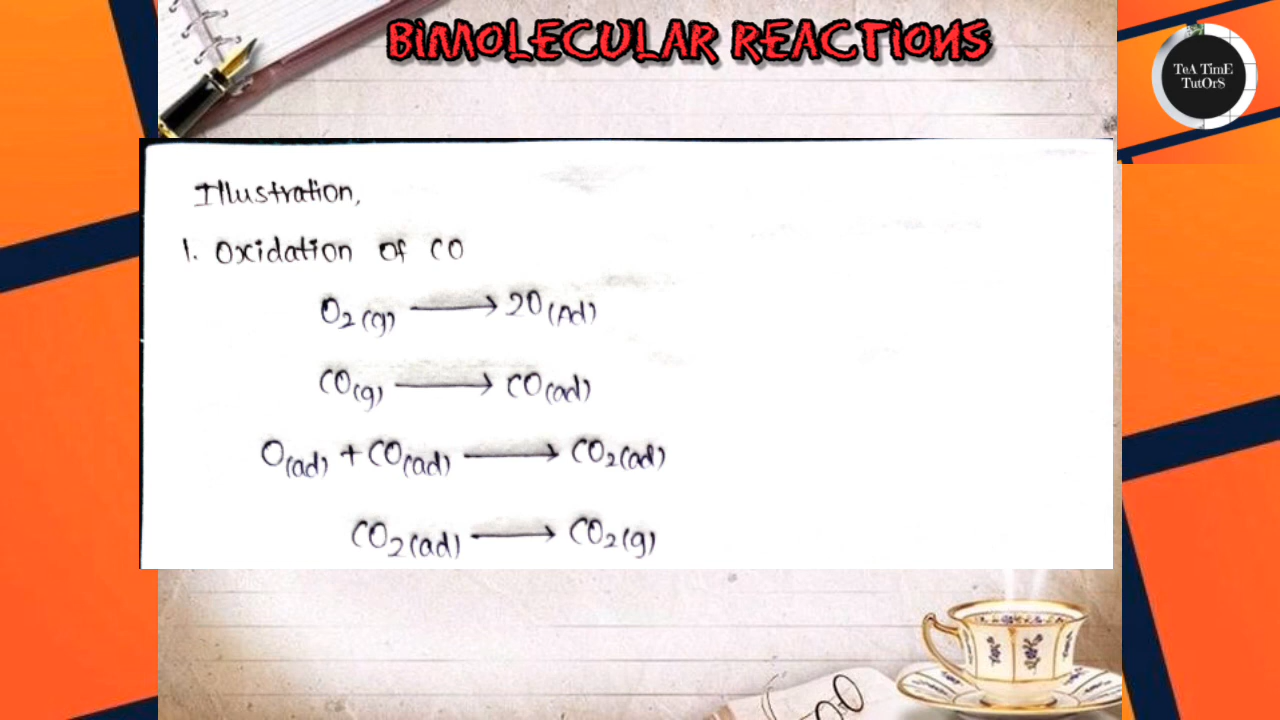 BiMOLECULAR REACTiONS
TeA TimE
TutOrS
Illustration,
1. Oxidation of CO
O₂(g) ⟶ 2O(Ad)
CO(g) ⟶ CO(ad)
O(ad) + CO(ad) ⟶ CO₂(ad)
CO₂(ad) ⟶ CO₂(g)